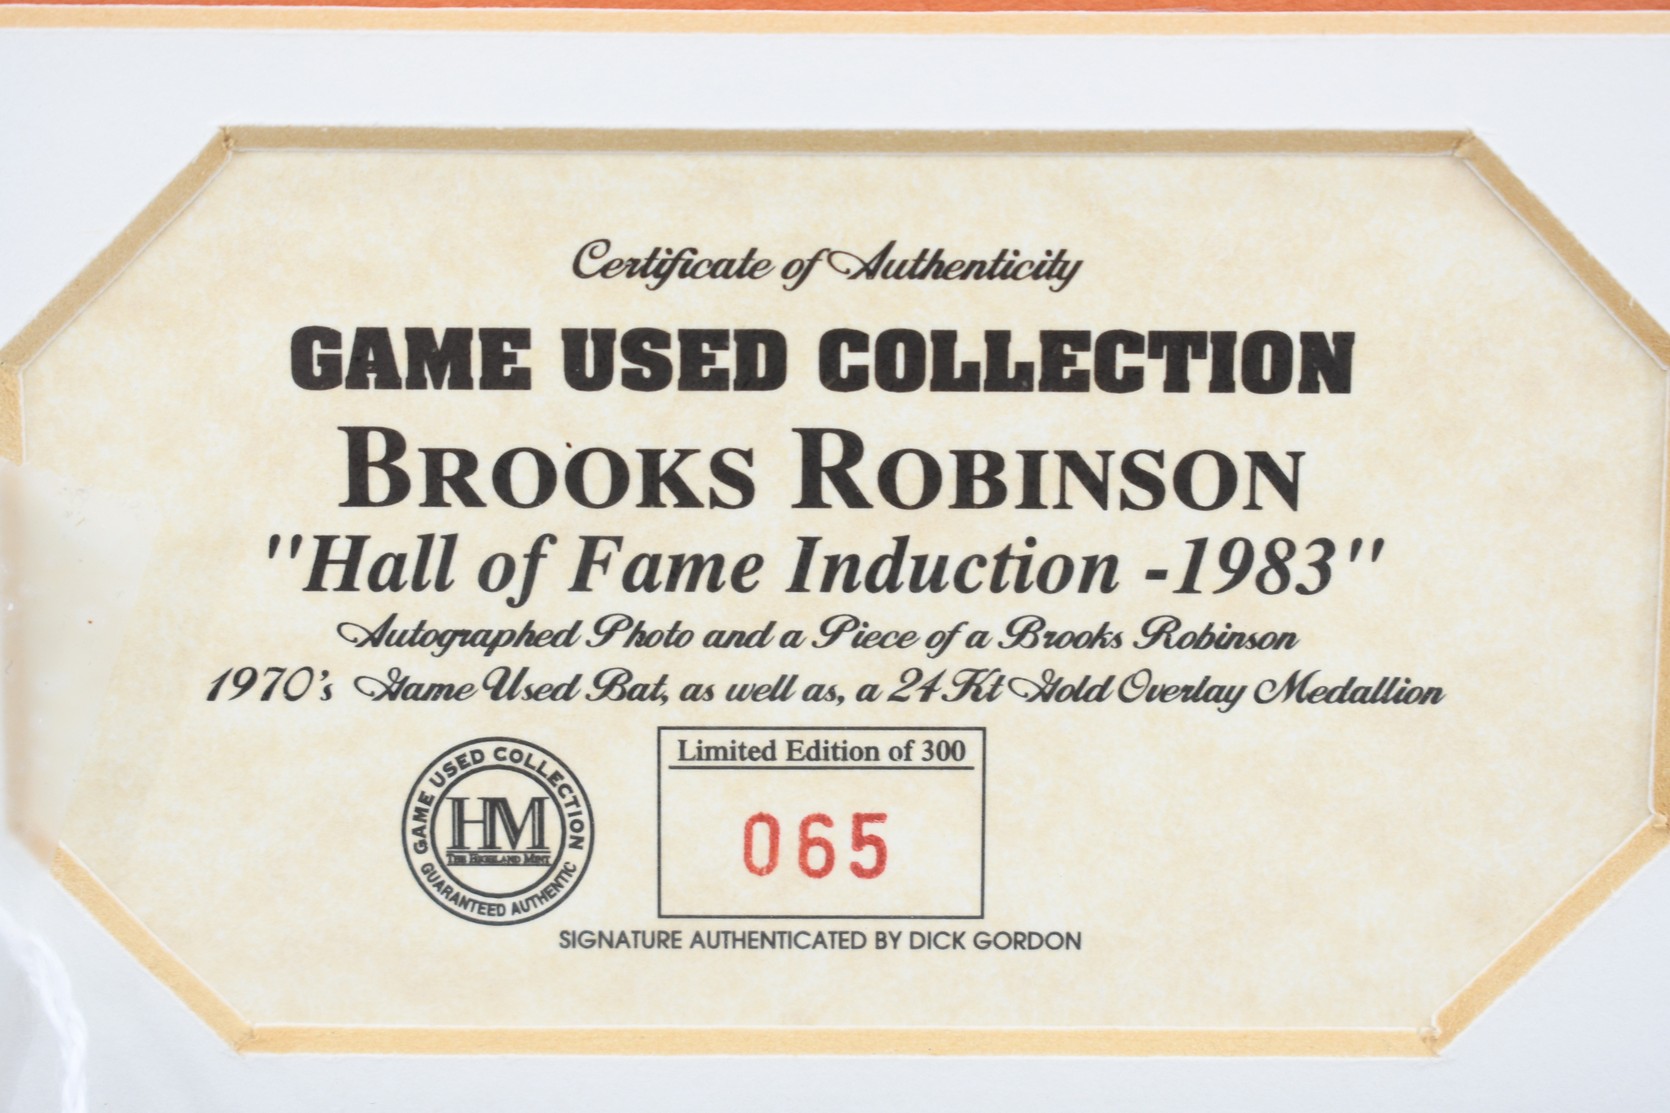 Certificate of Authenticity
GAME USED COLLECTION
BROOKS ROBINSON
"Hall of Fame Induction -1983"
Autographed Photo and a Piece of a Brooks Robinson
1970's Game Used Bat, as well as, a 24 Kt Gold Overlay Medallion
GAME USED COLLECTION
HM
THE HIGHLAND MINT
GUARANTEED AUTHENTIC
Limited Edition of 300
065
SIGNATURE AUTHENTICATED BY DICK GORDON